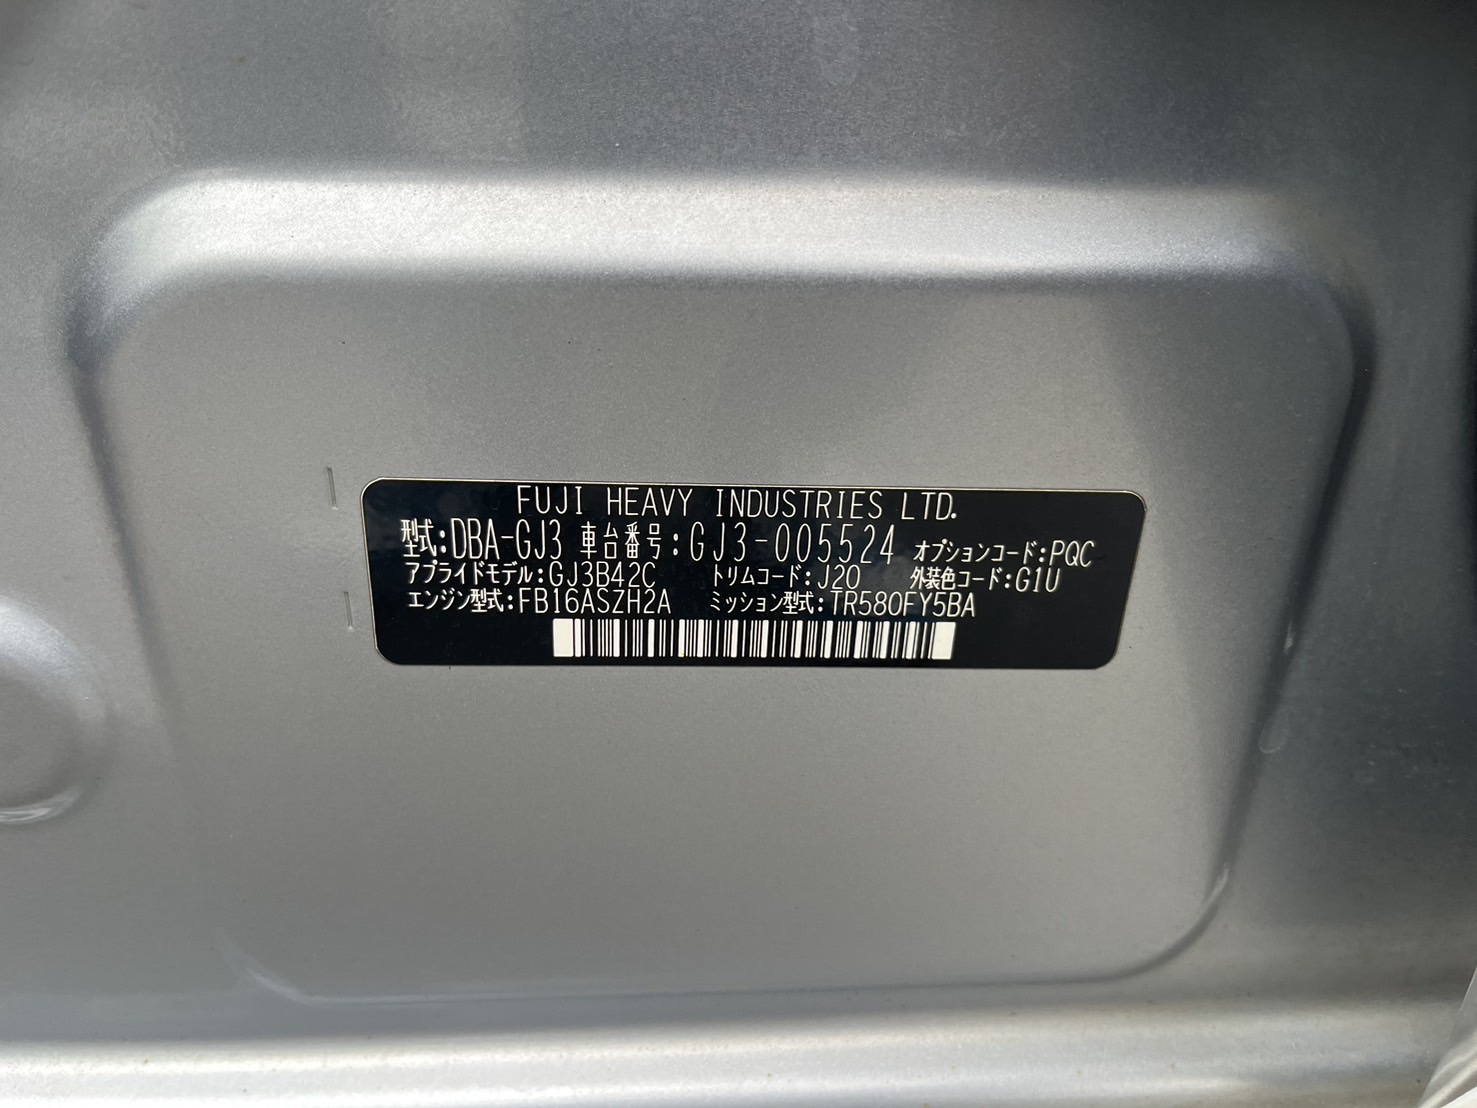 FUJI HEAVY INDUSTRIES LTD.
型式:DBA-GJ3 車台番号:GJ3-005524 オプションコード:PQC
アプライドモデル:GJ3B42C トリムコード:J20 外装色コード:G1U
エンジン型式:FB16ASZH2A ミッション型式:TR580FY5BA